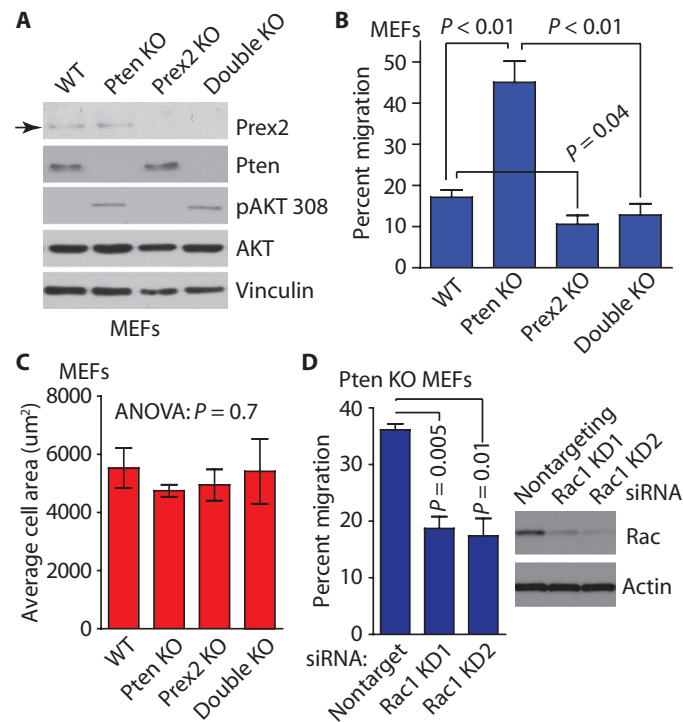 A
WT
Pten KO
Prex2 KO
Double KO
Prex2
Pten
pAKT 308
AKT
Vinculin
MEFs
B
MEFs
P < 0.01
P < 0.01
P = 0.04
Percent migration
50
40
30
20
10
0
WT
Pten KO
Prex2 KO
Double KO
C
MEFs
ANOVA: P = 0.7
Average cell area (um²)
8000
6000
4000
2000
0
WT
Pten KO
Prex2 KO
Double KO
D
Pten KO MEFs
Percent migration
40
30
20
10
0
P = 0.005
P = 0.01
siRNA:
Nontarget
Rac1 KD1
Rac1 KD2
Nontargeting
Rac1 KD1
Rac1 KD2
siRNA
Rac
Actin